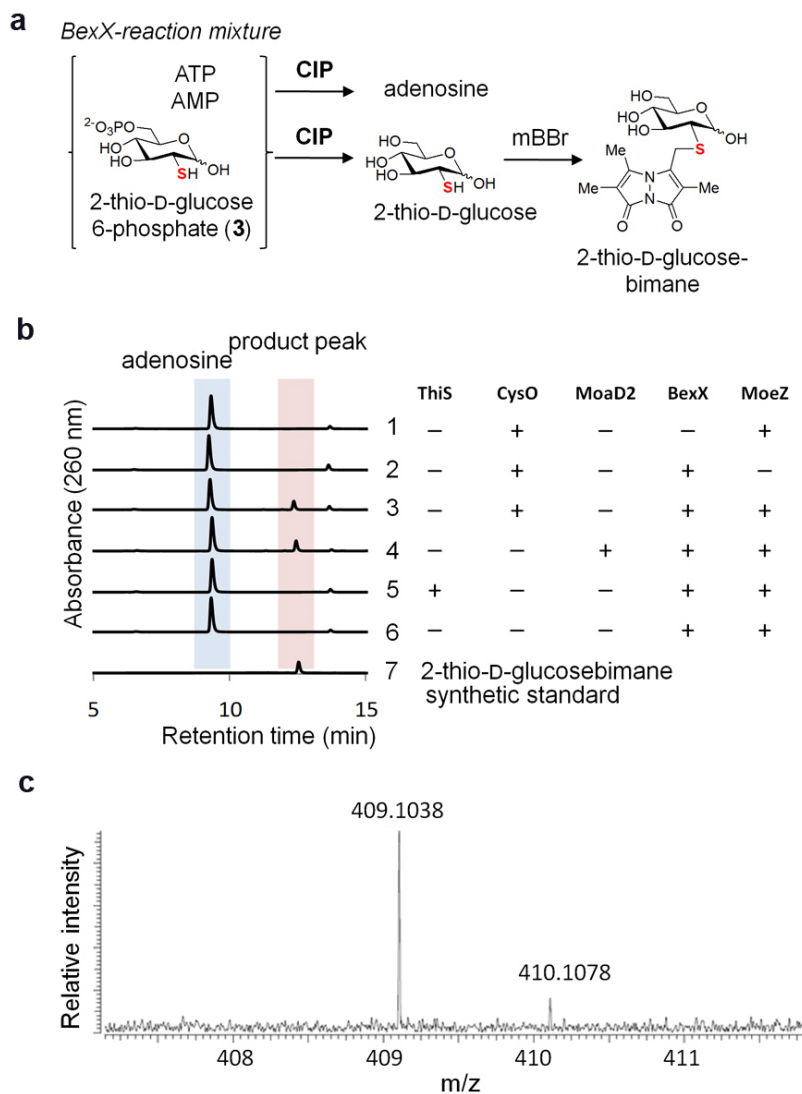 a
BexX-reaction mixture
ATP
AMP
CIP
adenosine
2-O₃PO
O
HO
HO
OH
SH
2-thio-D-glucose
6-phosphate (3)
CIP
HO
O
HO
HO
OH
SH
2-thio-D-glucose
mBBr
HO
O
HO
HO
OH
S
Me
N
N
Me
Me
O
O
2-thio-D-glucose-
bimane
b
adenosine
product peak
Absorbance (260 nm)
ThiS CysO MoaD2 BexX MoeZ
1 – + – – +
2 – + – + –
3 – + – + +
4 – – + + +
5 + – – + +
6 – – – + +
7 2-thio-D-glucosebimane
synthetic standard
5 10 15
Retention time (min)
c
409.1038
410.1078
Relative intensity
408 409 410 411
m/z